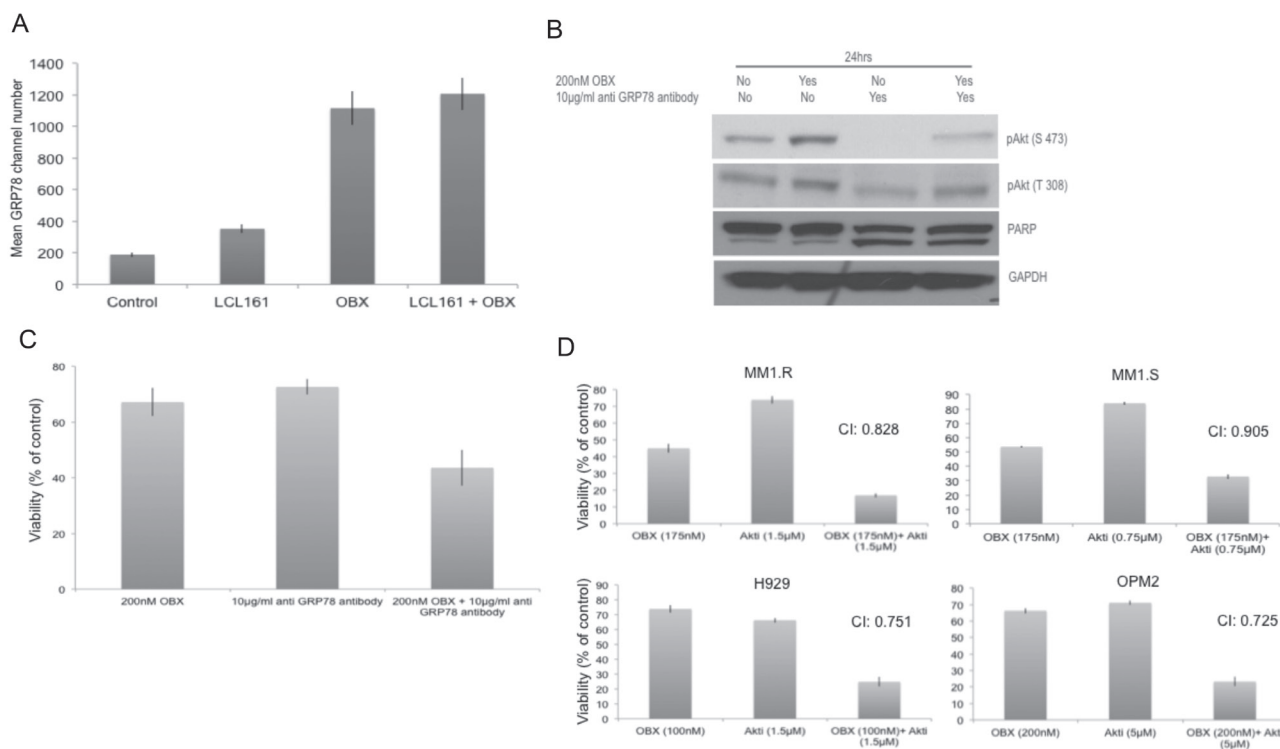 A
Mean GRP78 channel number
1400
1200
1000
800
600
400
200
0
Control LCL161 OBX LCL161 + OBX
B
24hrs
200nM OBX No Yes No Yes
10µg/ml anti GRP78 antibody No No Yes Yes
pAkt (S 473)
pAkt (T 308)
PARP
GAPDH
C
Viability (% of control)
80
60
40
20
0
200nM OBX 10µg/ml anti GRP78 antibody 200nM OBX + 10µg/ml anti
GRP78 antibody
D
MM1.R
Viability (% of control)
80
70
60
50
40
30
20
10
0
CI: 0.828
OBX (175nM) Akti (1.5µM) OBX (175nM)+ Akti
(1.5µM)
MM1.S
90
80
70
60
50
40
30
20
10
0
CI: 0.905
OBX (175nM) Akti (0.75µM) OBX (175nM)+
Akti (0.75µM)
H929
Viability (% of control)
90
80
70
60
50
40
30
20
10
0
CI: 0.751
OBX (100nM) Akti (1.5µM) OBX (100nM)+ Akti
(1.5µM)
OPM2
80
70
60
50
40
30
20
10
0
CI: 0.725
OBX (200nM) Akti (5µM) OBX (200nM)+ Akti
(5µM)